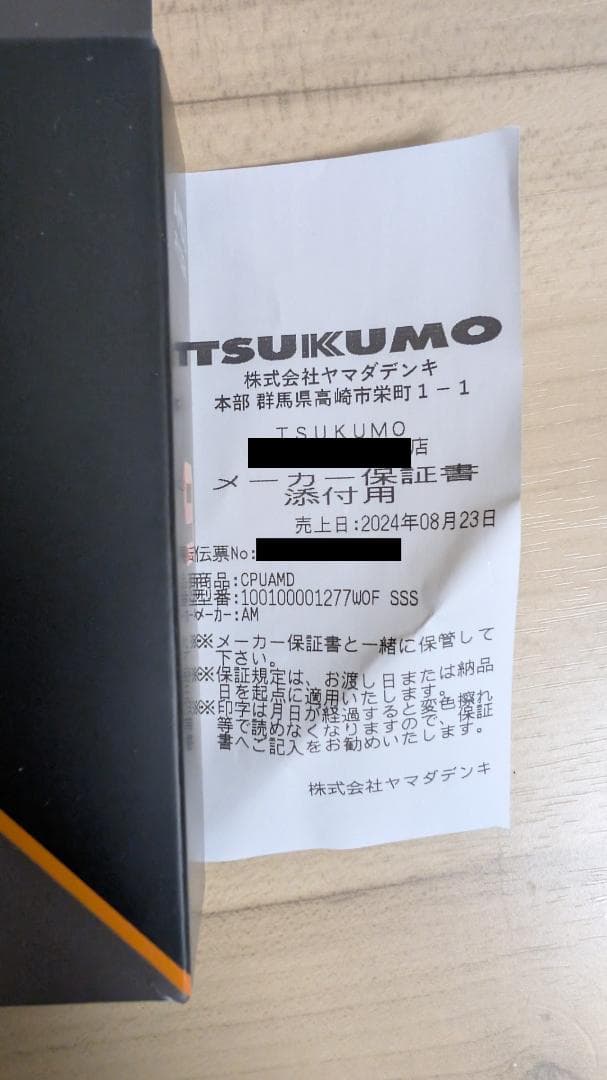 TSUKUMO
株式会社ヤマダデンキ
本部 群馬県高崎市栄町1-1
TSUKUMO
店
メーカー保証書
添付用
売上日:2024年08月23日
伝票No:
商品:CPUAMD
型番:100100001277WOF SSS
メーカー:AM
※メーカー保証書と一緒に保管して
下さい。
※保証規定は、お渡し日または納品
日を起点に適用いたします。
※印字は月日が経過すると変色擦れ
等で読めなくなりますので、保証
書へご記入をお勧めいたします。
株式会社ヤマダデンキ